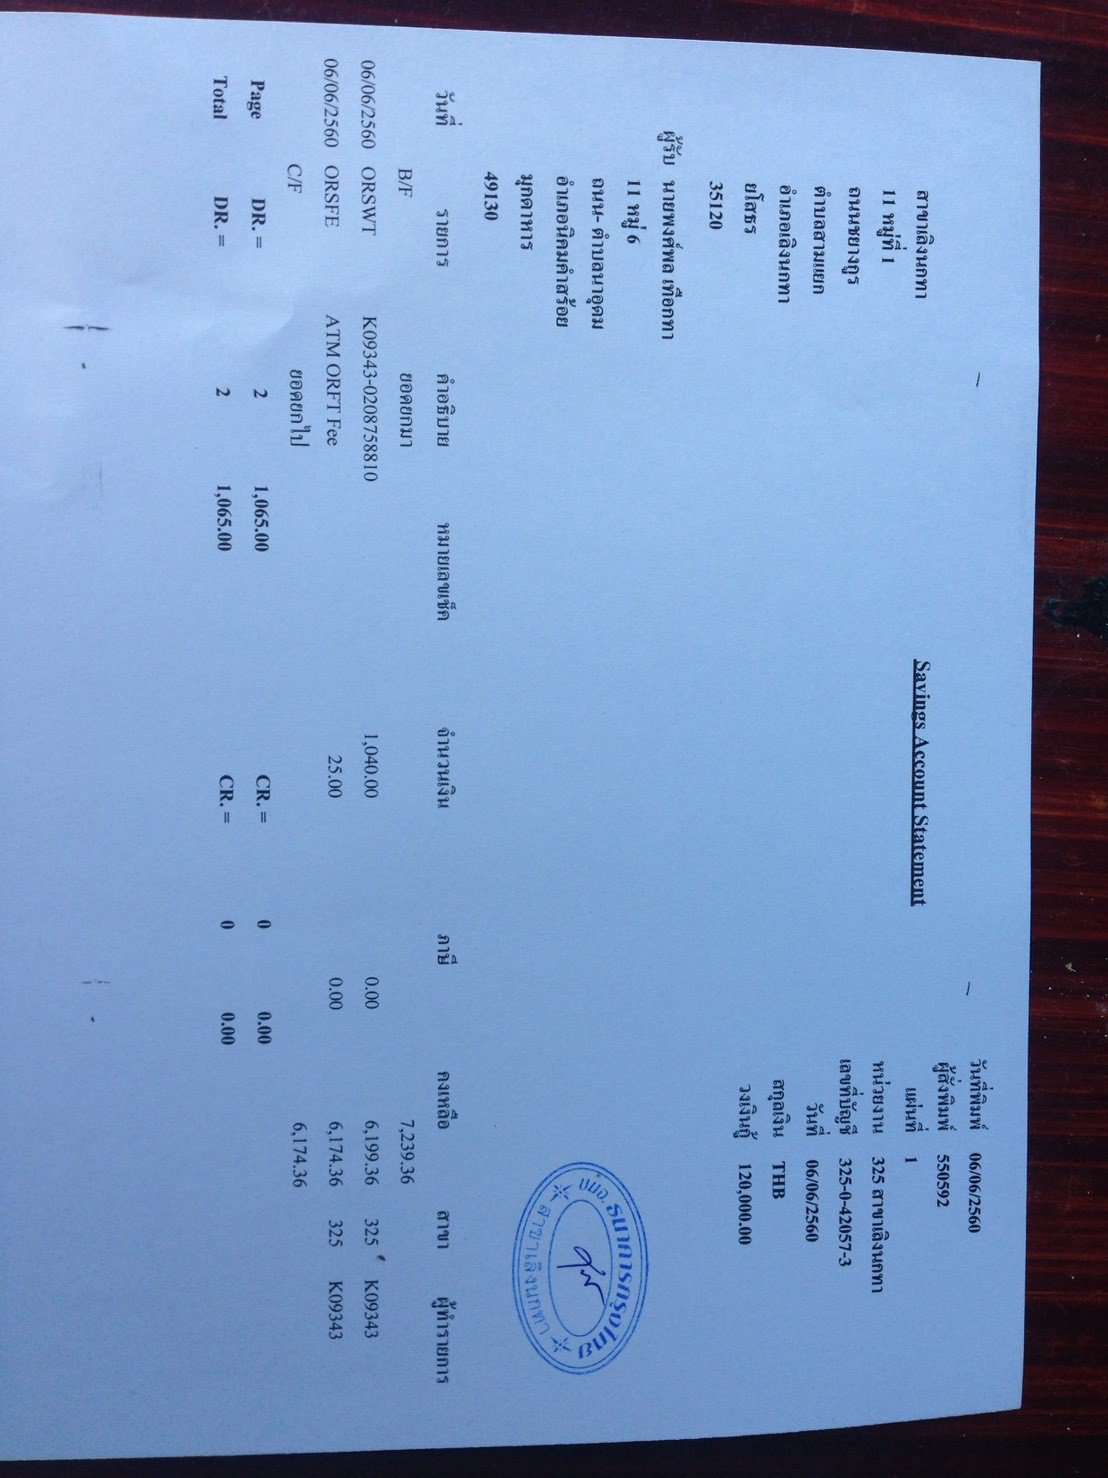 Savings Account Statement
สาขาเลิงนกทา
11 หมู่ที่ 1
ถนนชยางกูร
ตำบลสามแยก
อำเภอเลิงนกทา
ยโสธร
35120
วันที่พิมพ์ 06/06/2560
ผู้สั่งพิมพ์ 550592
แผ่นที่ 1
หน่วยงาน 325 สาขาเลิงนกทา
เลขที่บัญชี 325-0-42057-3
วันที่ 06/06/2560
สกุลเงิน THB
วงเงินกู้ 120,000.00
ผู้รับ นายพงศ์พล เทือกทา
11 หมู่ 6
ถนน- ตำบลนาอุดม
อำเภอนิคมคำสร้อย
มุกดาหาร
49130
บมจ. ธนาคารกรุงไทย
สาขาเลิงนกทา
วันที่ รายการ คำอธิบาย หมายเลขเช็ค จำนวนเงิน ภาษี คงเหลือ สาขา ผู้ทำรายการ
B/F ยอดยกมา 7,239.36
06/06/2560 ORSWT K09343-0208758810 1,040.00 0.00 6,199.36 325 K09343
06/06/2560 ORSFE ATM ORFT Fee 25.00 0.00 6,174.36 325 K09343
C/F ยอดยกไป 6,174.36
Page DR. = 2 1,065.00 CR. = 0 0.00
Total DR. = 2 1,065.00 CR. = 0 0.00